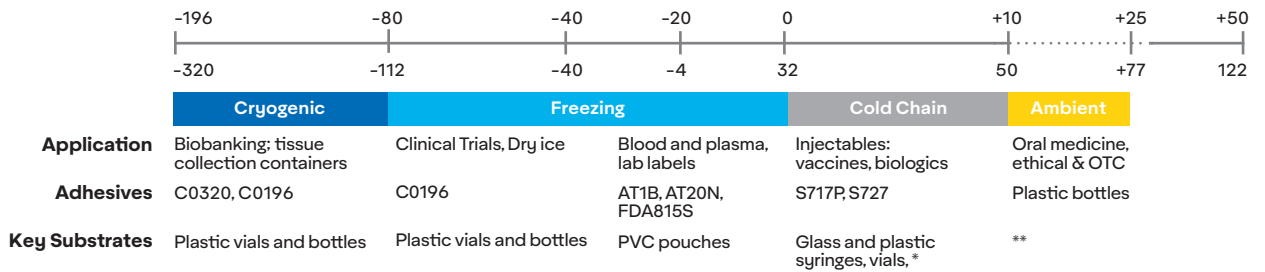 -196 -80 -40 -20 0 +10 +25 +50
-320 -112 -40 -4 32 50 +77 122
Cryogenic Freezing Cold Chain Ambient
Application Biobanking; tissue Clinical Trials, Dry ice Blood and plasma, Injectables: Oral medicine,
collection containers lab labels vaccines, biologics ethical & OTC
Adhesives C0320, C0196 C0196 AT1B, AT20N, S717P, S727 Plastic bottles
FDA815S
Key Substrates Plastic vials and bottles Plastic vials and bottles PVC pouches Glass and plastic **
syringes, vials, *